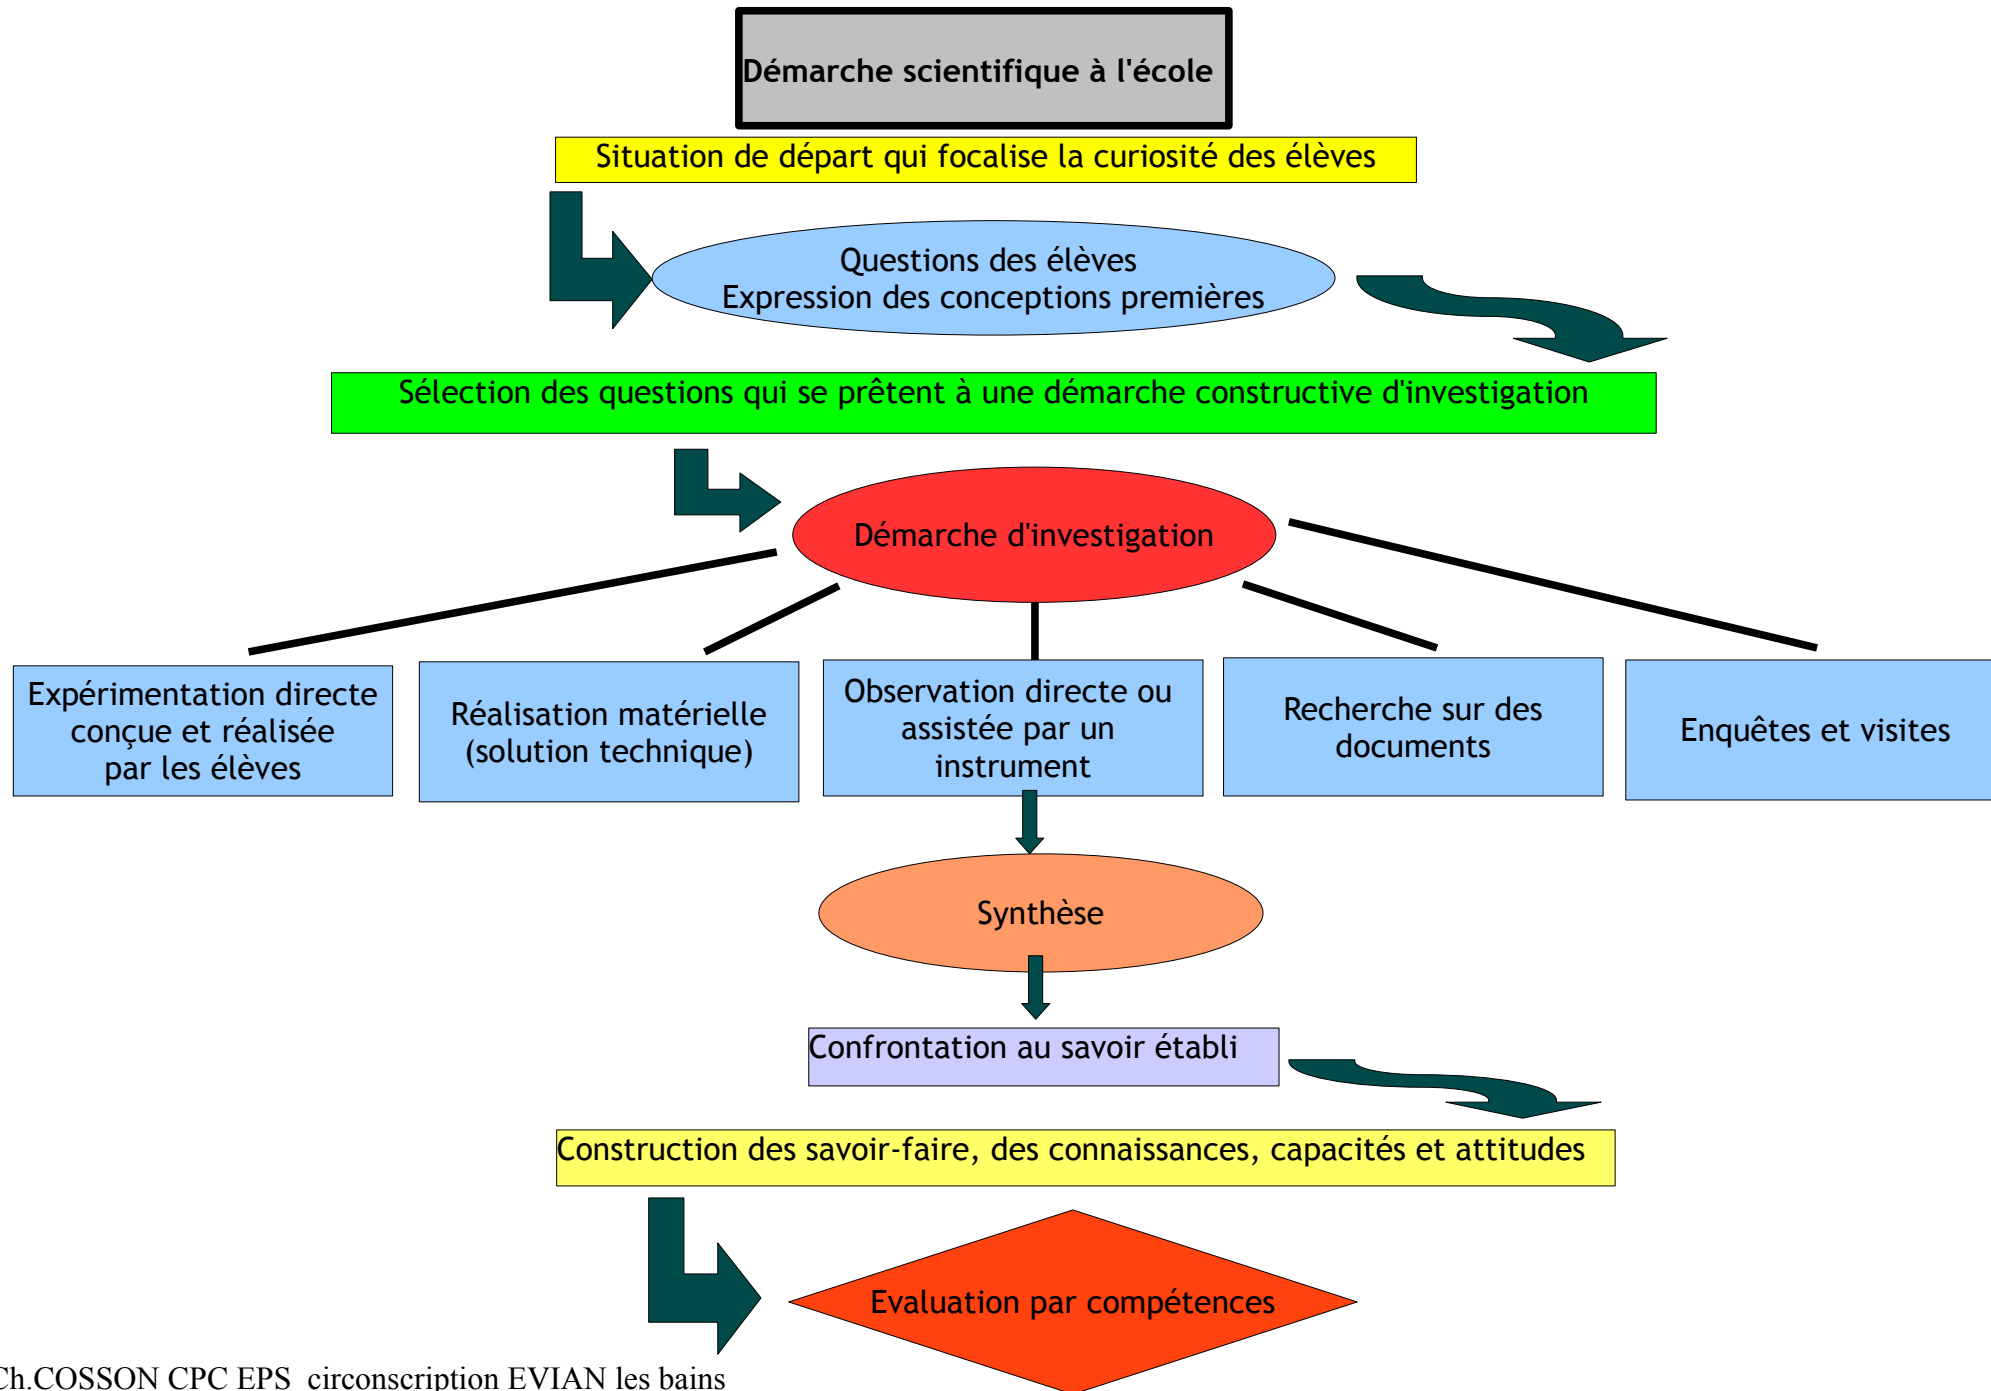 Démarche scientifique à l'école
Situation de départ qui focalise la curiosité des élèves
Questions des élèves
Expression des conceptions premières
Sélection des questions qui se prêtent à une démarche constructive d'investigation
Démarche d'investigation
Expérimentation directe
conçue et réalisée
par les élèves
Réalisation matérielle
(solution technique)
Observation directe ou
assistée par un
instrument
Recherche sur des
documents
Enquêtes et visites
Synthèse
Confrontation au savoir établi
Construction des savoir-faire, des connaissances, capacités et attitudes
Evaluation par compétences
Ch.COSSON CPC EPS circonscription EVIAN les bains